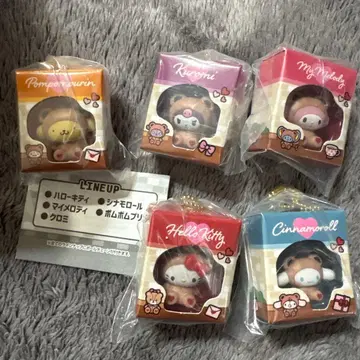 Pompompurin
Kuromi
My Melody
LINEUP
●ハローキティ ●シナモロール
●マイメロディ ●ポムポムプリ
●クロミ
Hello Kitty
Cinnamoroll